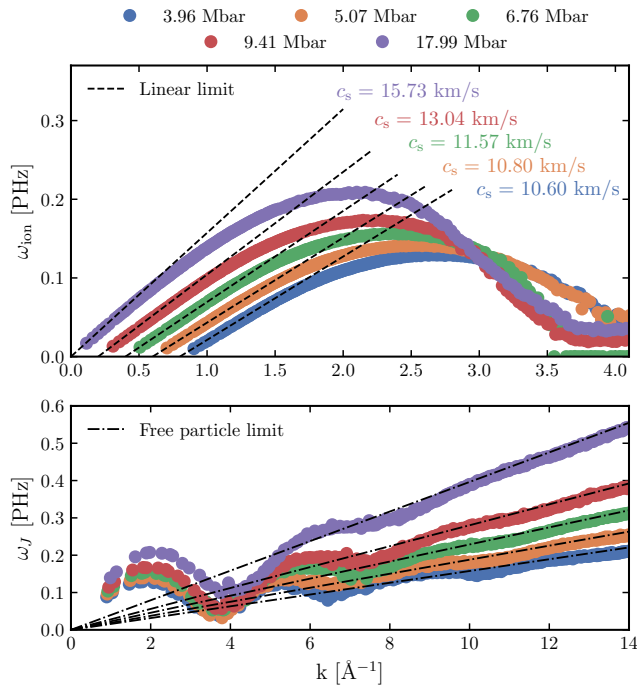 3.96 Mbar 5.07 Mbar 6.76 Mbar
9.41 Mbar 17.99 Mbar
Linear limit
c_s = 15.73 km/s
c_s = 13.04 km/s
c_s = 11.57 km/s
c_s = 10.80 km/s
c_s = 10.60 km/s
0.3
0.2
0.1
0.0
ω_ion [PHz]
0.0 0.5 1.0 1.5 2.0 2.5 3.0 3.5 4.0
Free particle limit
0.6
0.5
0.4
0.3
0.2
0.1
0.0
ω_J [PHz]
0 2 4 6 8 10 12 14
k [Å⁻¹]